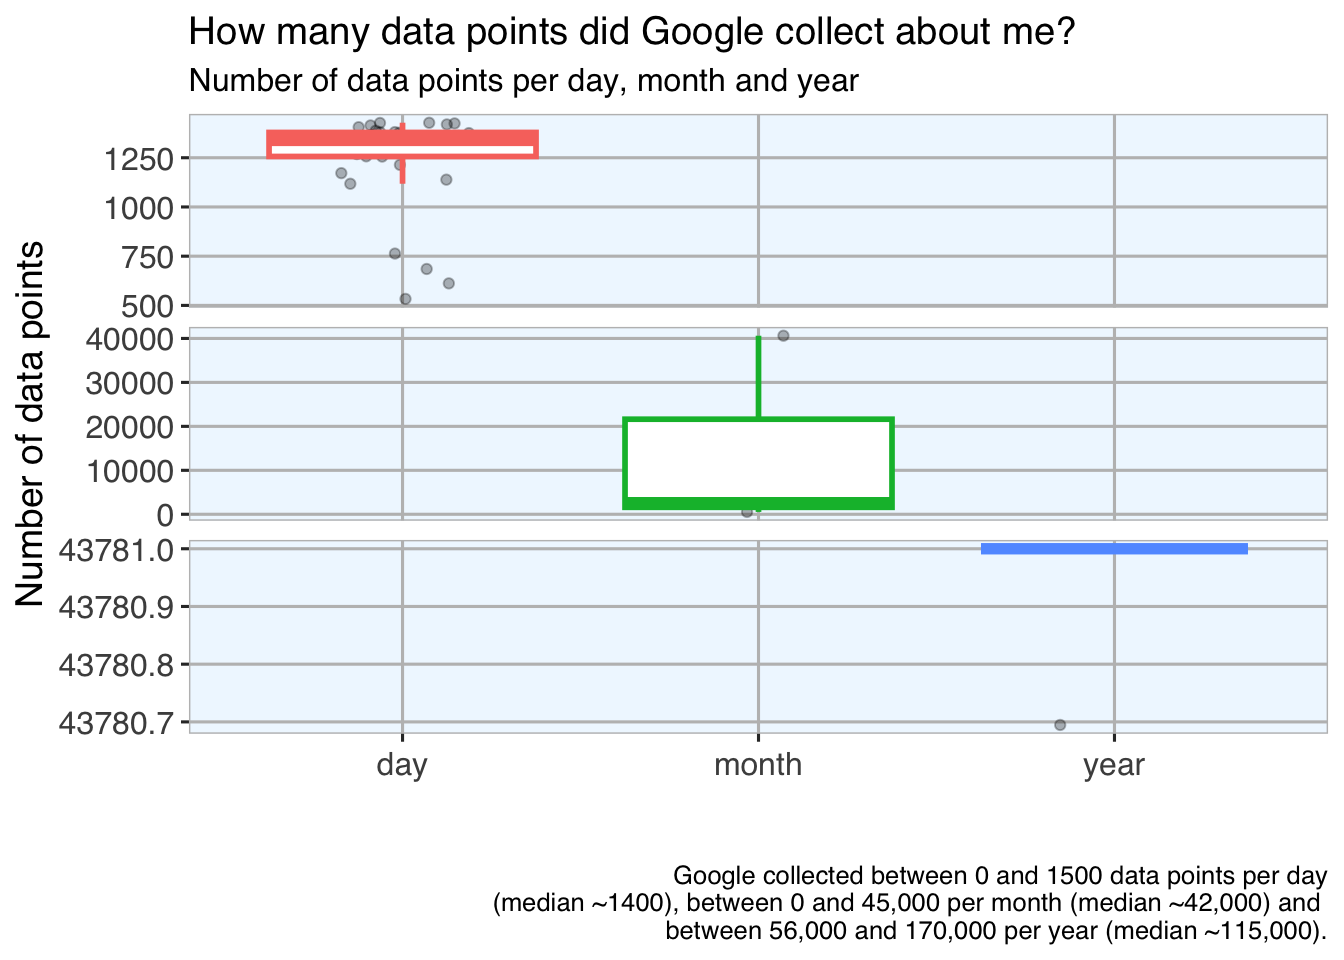 How many data points did Google collect about me?
Number of data points per day, month and year
Number of data points
1250
1000
750
500
40000
30000
20000
10000
0
43781.0
43780.9
43780.8
43780.7
day month year
Google collected between 0 and 1500 data points per day
(median ~1400), between 0 and 45,000 per month (median ~42,000) and
between 56,000 and 170,000 per year (median ~115,000).